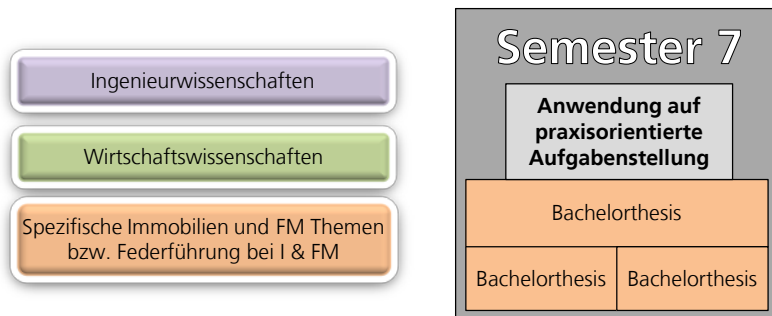 Ingenieurwissenschaften
Wirtschaftswissenschaften
Spezifische Immobilien und FM Themen
bzw. Federführung bei I & FM
Semester 7
Anwendung auf
praxisorientierte
Aufgabenstellung
Bachelorthesis
Bachelorthesis
Bachelorthesis